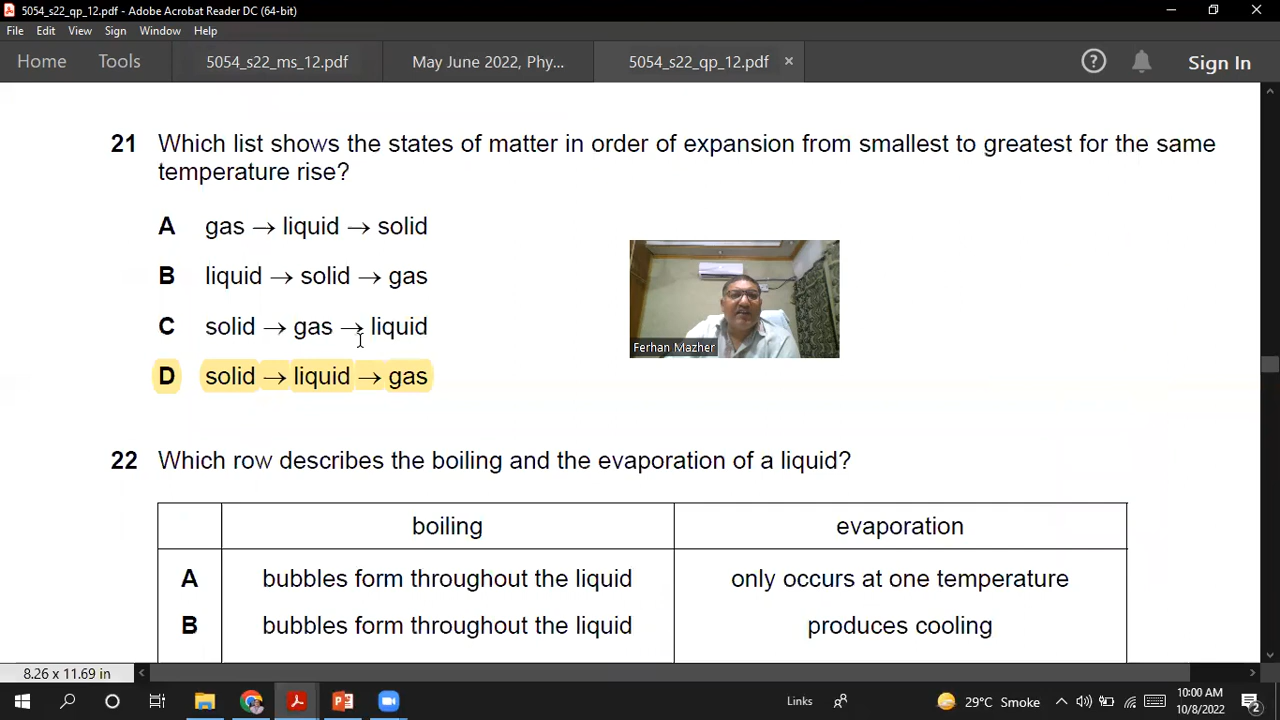 5054_s22_qp_12.pdf - Adobe Acrobat Reader DC (64-bit)
File Edit View Sign Window Help
Home Tools 5054_s22_ms_12.pdf May June 2022, Phy... 5054_s22_qp_12.pdf × Sign In
21 Which list shows the states of matter in order of expansion from smallest to greatest for the same
temperature rise?
A gas → liquid → solid
B liquid → solid → gas
C solid → gas → liquid
D solid → liquid → gas
Ferhan Mazher
22 Which row describes the boiling and the evaporation of a liquid?
boiling evaporation
A bubbles form throughout the liquid only occurs at one temperature
B bubbles form throughout the liquid produces cooling
8.26 x 11.69 in
Links 29°C Smoke 10:00 AM
10/8/2022 2